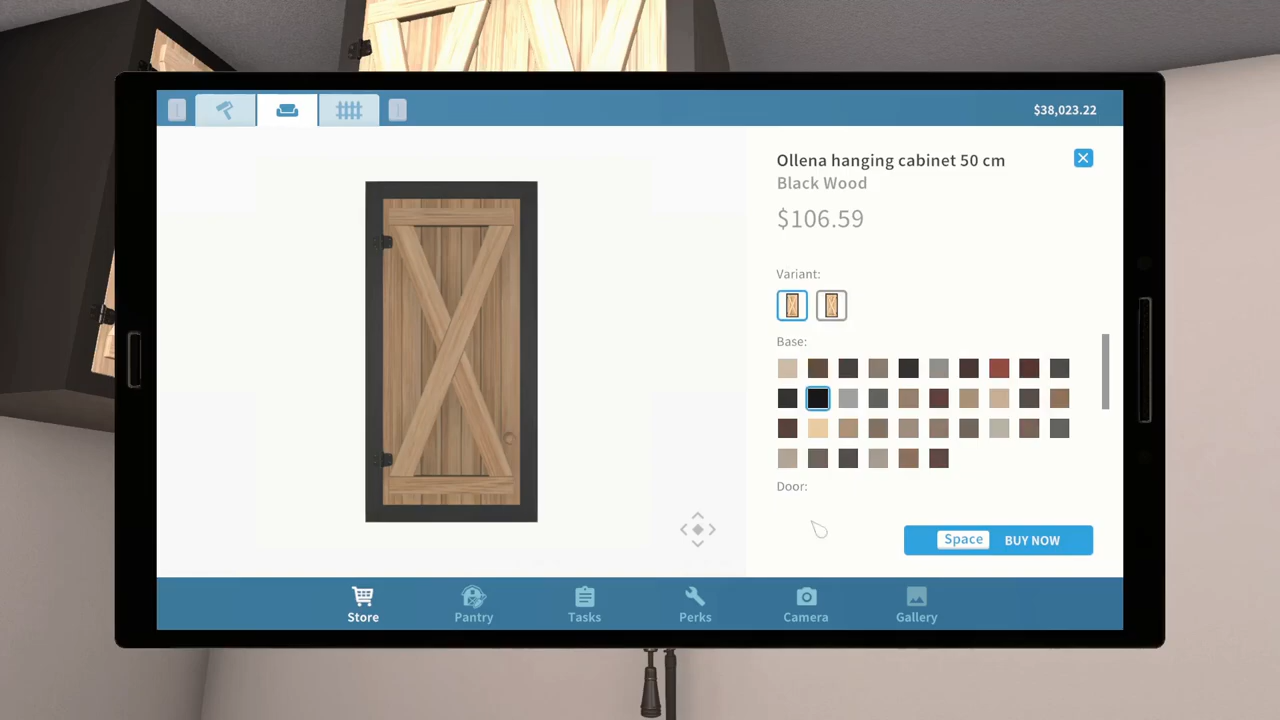 $38,023.22
Ollena hanging cabinet 50 cm
Black Wood
$106.59
Variant:
Base:
Door:
Space BUY NOW
Store
Pantry
Tasks
Perks
Camera
Gallery